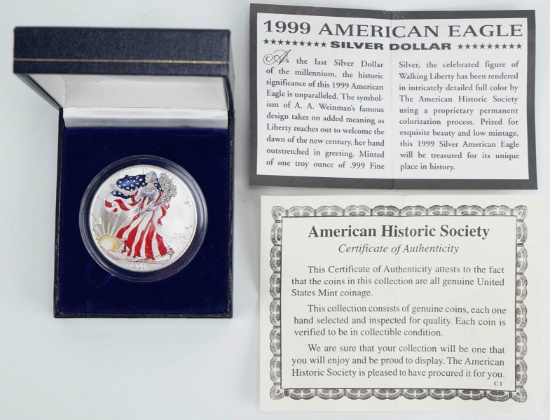 1999 AMERICAN EAGLE
SILVER DOLLAR
As the last Silver Dollar
of the millennium, the historic
significance of this 1999 American
Eagle is unparalleled. The symbol-
ism of A. A. Weinman's famous
design takes on added meaning as
Liberty reaches out to welcome the
dawn of the new century, her hand
outstretched in greeting. Minted
of one troy ounce of .999 Fine
Silver, the celebrated figure of
Walking Liberty has been rendered
in intricately detailed full color by
The American Historic Society
using a proprietary permanent
colorization process. Prized for
exquisite beauty and low mintage,
this 1999 Silver American Eagle
will be treasured for its unique
place in history.
American Historic Society
Certificate of Authenticity
This Certificate of Authenticity attests to the fact
that the coins in this collection are all genuine United
States Mint coinage.
This collection consists of genuine coins, each one
hand selected and inspected for quality. Each coin is
verified to be in collectible condition.
We are sure that your collection will be one that
you will enjoy and be proud to display. The American
Historic Society is pleased to have procured it for you.
C 1